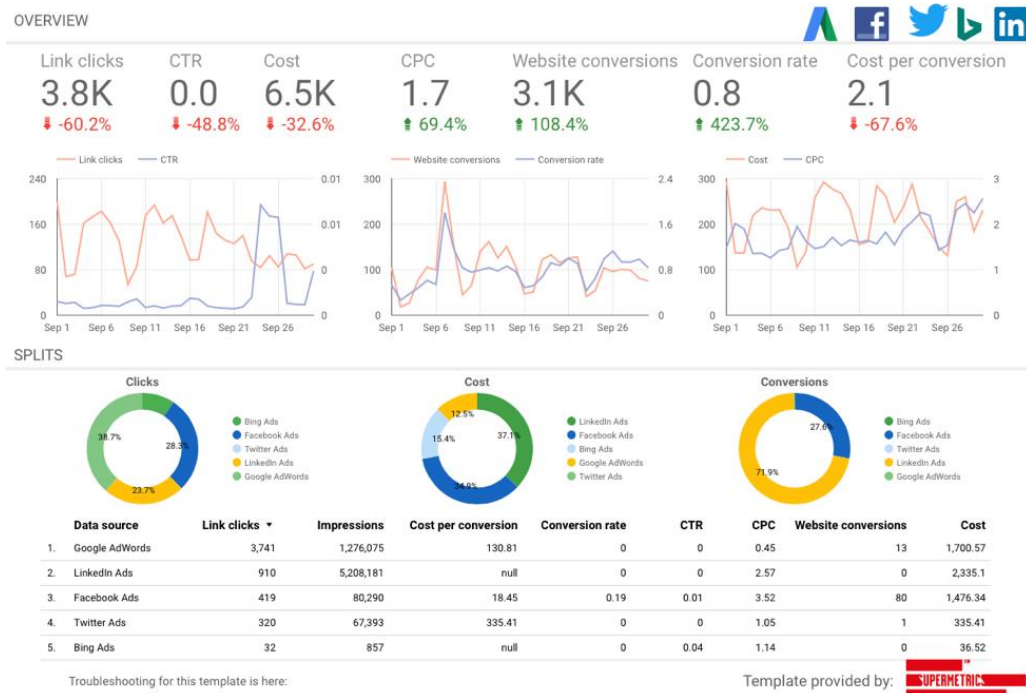 OVERVIEW
Link clicks CTR Cost CPC Website conversions Conversion rate Cost per conversion
3.8K 0.0 6.5K 1.7 3.1K 0.8 2.1
-60.2% -48.8% -32.6% 69.4% 108.4% 423.7% -67.6%
Link clicks CTR
240 0.01
160 0.01
80 0
0 0
Sep 1 Sep 6 Sep 11 Sep 16 Sep 21 Sep 26
Website conversions Conversion rate
300 2.4
200 1.6
100 0.8
0 0
Sep 1 Sep 6 Sep 11 Sep 16 Sep 21 Sep 26
Cost CPC
300 3
200 2
100 1
0 0
Sep 1 Sep 6 Sep 11 Sep 16 Sep 21 Sep 26
SPLITS
Clicks
38.7%
28.3%
23.7%
Bing Ads
Facebook Ads
Twitter Ads
LinkedIn Ads
Google AdWords
Cost
12.5%
15.4%
37.1%
34.9%
LinkedIn Ads
Facebook Ads
Bing Ads
Google AdWords
Twitter Ads
Conversions
27.6%
71.9%
Bing Ads
Facebook Ads
Twitter Ads
LinkedIn Ads
Google AdWords
Data source Link clicks Impressions Cost per conversion Conversion rate CTR CPC Website conversions Cost
1. Google AdWords 3,741 1,276,075 130.81 0 0 0.45 13 1,700.57
2. LinkedIn Ads 910 5,208,181 null 0 0 2.57 0 2,335.1
3. Facebook Ads 419 80,290 18.45 0.19 0.01 3.52 80 1,476.34
4. Twitter Ads 320 67,393 335.41 0 0 1.05 1 335.41
5. Bing Ads 32 857 null 0 0.04 1.14 0 36.52
Troubleshooting for this template is here:
Template provided by: SUPERMETRICS